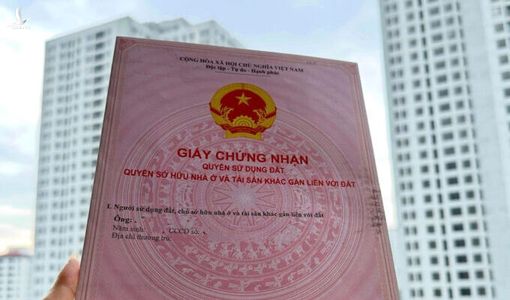 CỘNG HÒA XÃ HỘI CHỦ NGHĨA VIỆT NAM
Độc lập - Tự do - Hạnh phúc
GIẤY CHỨNG NHẬN
QUYỀN SỬ DỤNG ĐẤT
QUYỀN SỞ HỮU NHÀ Ở VÀ TÀI SẢN KHÁC GẮN LIỀN VỚI ĐẤT
I. Người sử dụng đất, chủ sở hữu nhà ở và tài sản khác gắn liền với đất
Ông:
Năm sinh: , CCCD số:
Địa chỉ thường trú: